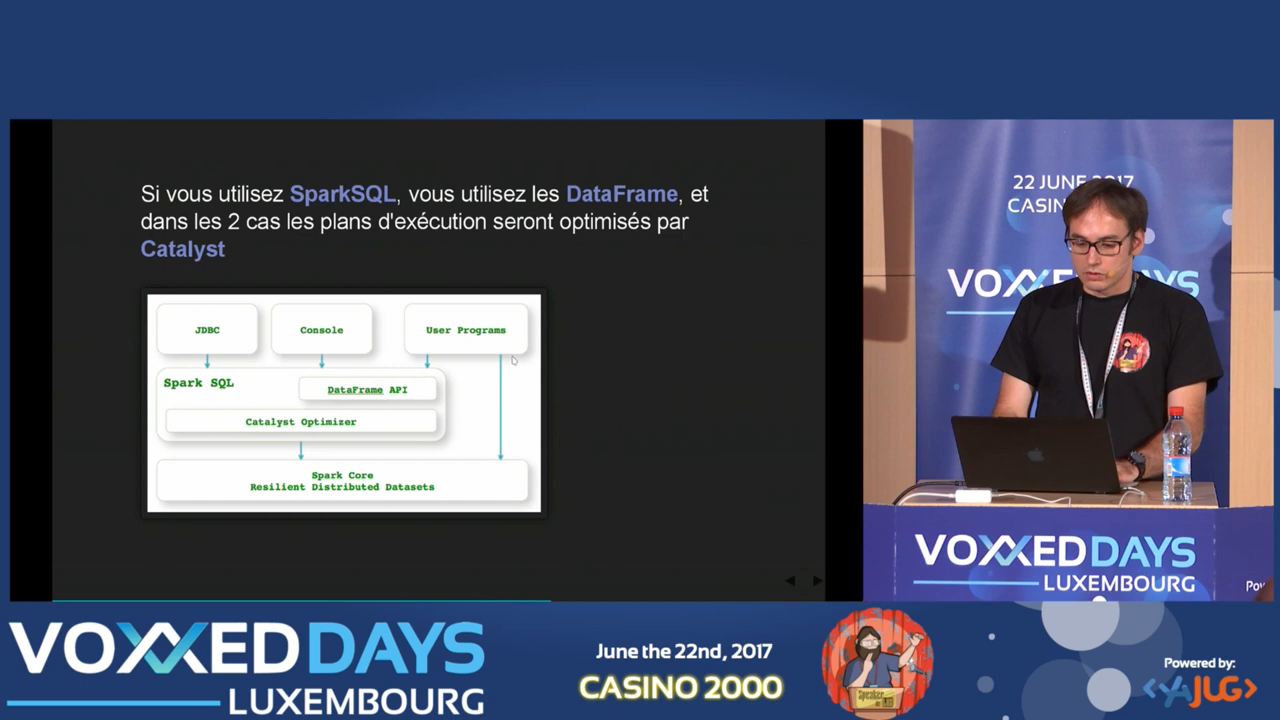 Si vous utilisez SparkSQL, vous utilisez les DataFrame, et
dans les 2 cas les plans d'exécution seront optimisés par
Catalyst
JDBC
Console
User Programs
Spark SQL
DataFrame API
Catalyst Optimizer
Spark Core
Resilient Distributed Datasets
22 JUNE 2017
CASIN
VOXXED DAYS
VOXXED DAYS
LUXEMBOURG
VOXXED DAYS
LUXEMBOURG
June the 22nd, 2017
CASINO 2000
Speaker
Powered by:
YAJUG